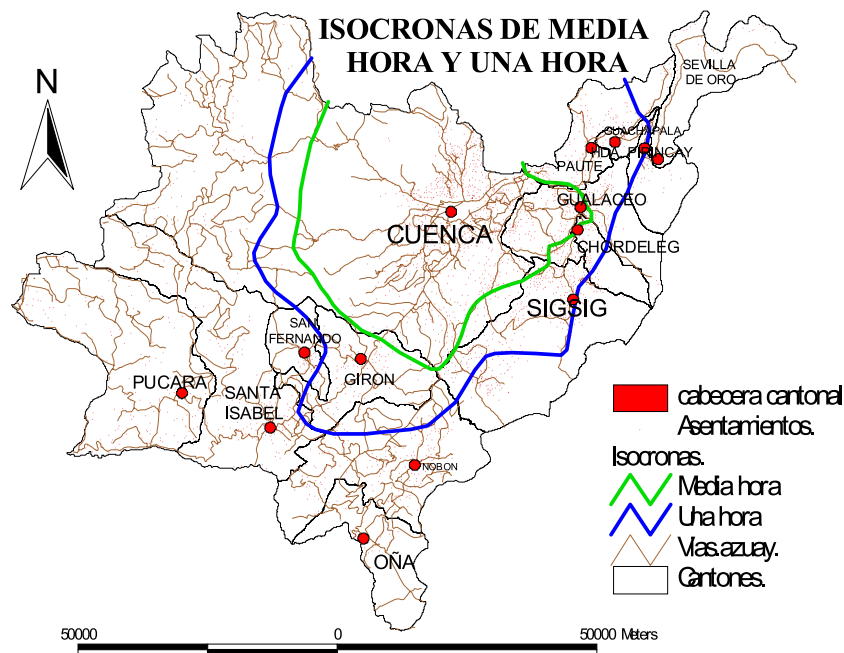 ISOCRONAS DE MEDIA
HORA Y UNA HORA
N
SEVILLA
DE ORO
GUACHAPALA
HDA. PIRINCAY
PAUTE
GUALACEO
CUENCA
CHORDELEG
SIGSIG
SAN
FERNANDO
GIRON
PUCARA
SANTA
ISABEL
NOBON
OÑA
cabecera cantonal
Asentamientos.
Isocronas.
Media hora
Una hora
Vias.azuay.
Cantones.
50000 0 50000 Meters